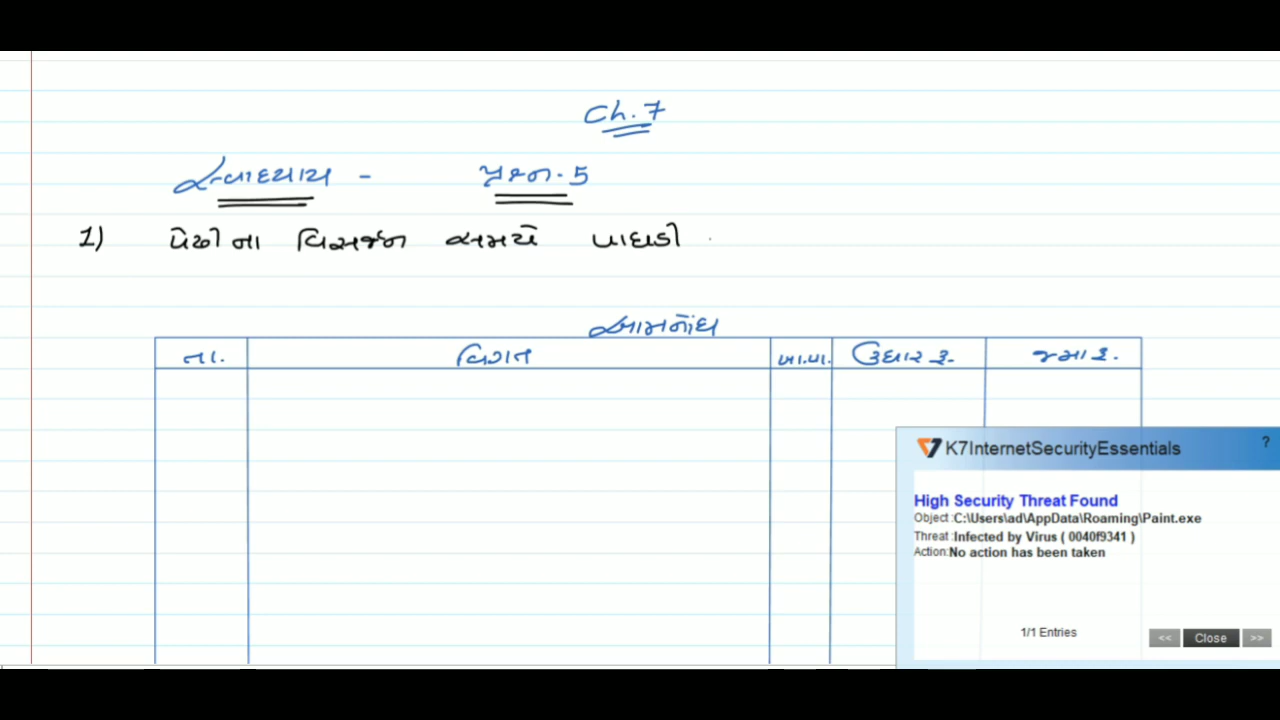 Ch. 7
સ્વાધ્યાય - પ્રશ્ન. 5
1) પેઢીના વિસર્જન સમયે પાઘડી
આમનોંધ
તા. વિગત ખા.પા. ઉધાર રૂ. જમા રૂ.
K7InternetSecurityEssentials ?
High Security Threat Found
Object :C:\Users\ad\AppData\Roaming\Paint.exe
Threat :Infected by Virus ( 0040f9341 )
Action:No action has been taken
1/1 Entries << Close >>